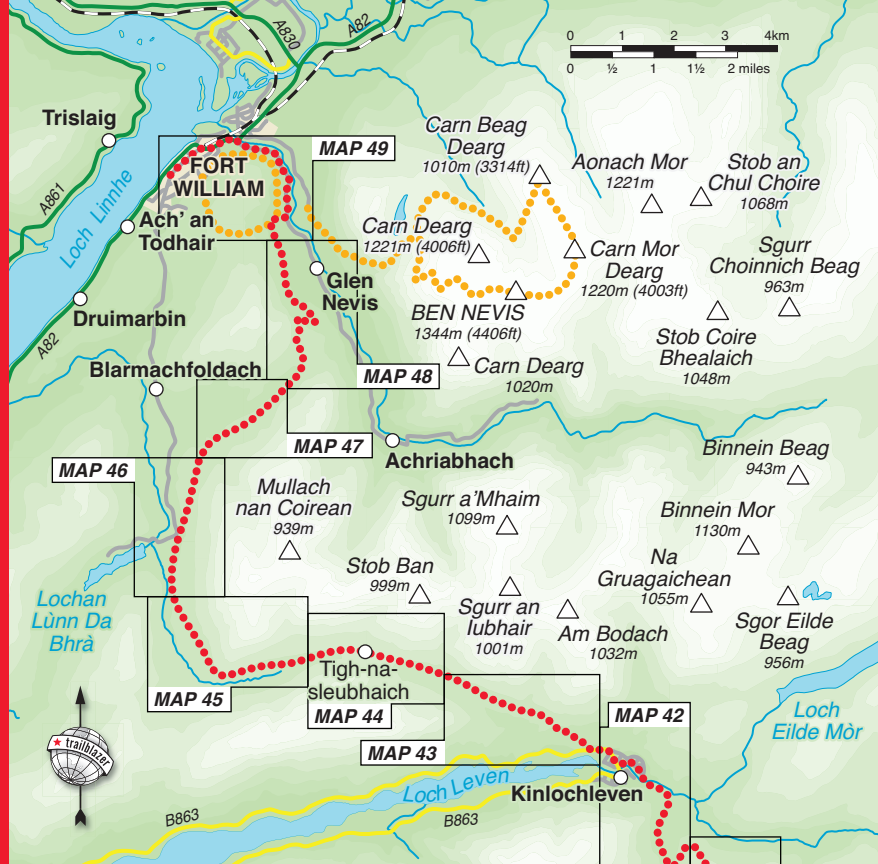 A830
A82
0 1 2 3 4km
0 ½ 1 1½ 2 miles
Trislaig
MAP 49
Carn Beag
Dearg
1010m (3314ft)
Aonach Mor
1221m
Stob an
Chul Choire
1068m
FORT
WILLIAM
A861
Loch Linnhe
Ach' an
Todhair
Carn Dearg
1221m (4006ft)
Carn Mor
Dearg
1220m (4003ft)
Sgurr
Choinnich Beag
963m
Glen
Nevis
Druimarbin
BEN NEVIS
1344m (4406ft)
Stob Coire
Bhealaich
1048m
A82
Blarmachfoldach
MAP 48
Carn Dearg
1020m
MAP 47
Achriabhach
Binnein Beag
943m
MAP 46
Mullach
nan Coirean
939m
Sgurr a'Mhaim
1099m
Binnein Mor
1130m
Stob Ban
999m
Na
Gruagaichean
1055m
Lochan
Lùnn Da
Bhrà
Sgurr an
Iubhair
1001m
Am Bodach
1032m
Sgor Eilde
Beag
956m
Tigh-na-
sleubhaich
MAP 45
MAP 44
MAP 42
Loch
Eilde Mòr
trailblazer
MAP 43
Loch Leven
Kinlochleven
B863
B863